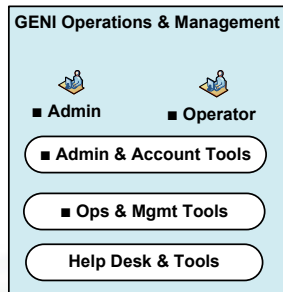 GENI Operations & Management
■ Admin
■ Operator
■ Admin & Account Tools
■ Ops & Mgmt Tools
Help Desk & Tools